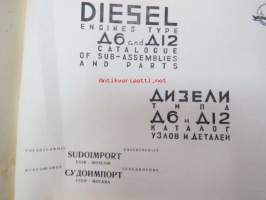 DIESEL
ENGINES TYPE
Д6 and Д12
CATALOGUE
OF SUB-ASSEMBLIES
AND PARTS
ДИЗЕЛИ
ТИПА
Д6 и Д12
КАТАЛОГ
УЗЛОВ И ДЕТАЛЕЙ
SUDOIMPORT
USSR - MOSCOW
СУДОИМПОРТ
СССР - МОСКВА
Antikvariaatti.net